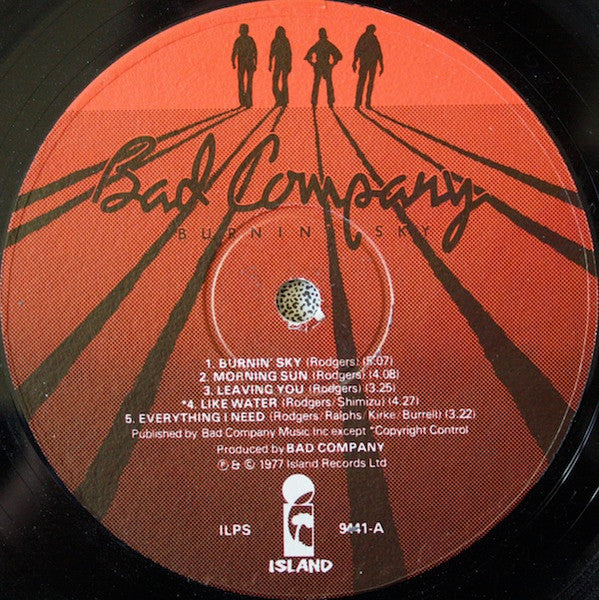 Bad Company
BURNIN' SKY
1. BURNIN' SKY (Rodgers) (5.07)
2. MORNING SUN (Rodgers) (4.08)
3. LEAVING YOU (Rodgers) (3.25)
*4. LIKE WATER (Rodgers/Shimizu) (4.27)
5. EVERYTHING I NEED (Rodgers/Ralphs/Kirke/Burrell) (3.22)
Published by Bad Company Music Inc except *Copyright Control
Produced by BAD COMPANY
℗ & © 1977 Island Records Ltd
i
ILPS 9441-A
ISLAND